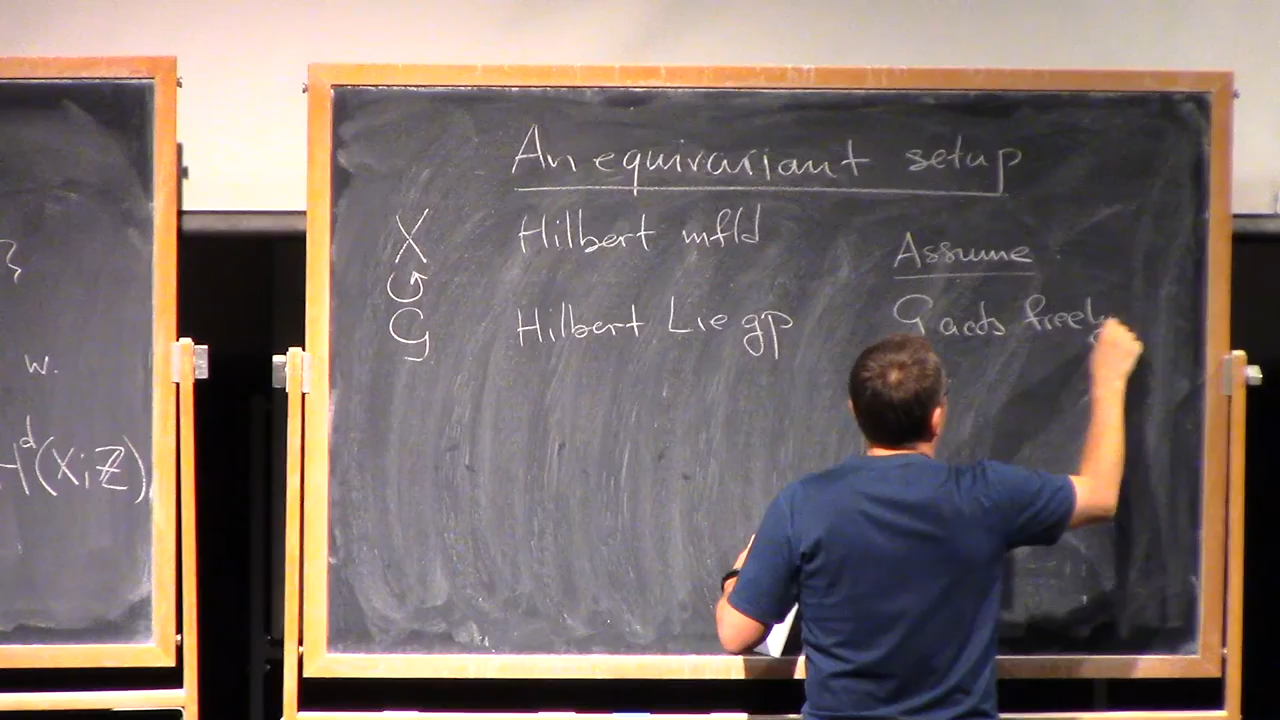 }
w.
H^d(X;ℤ)
An equivariant setup
X Hilbert mfld
↺
G Hilbert Lie gp
Assume
G acts freely